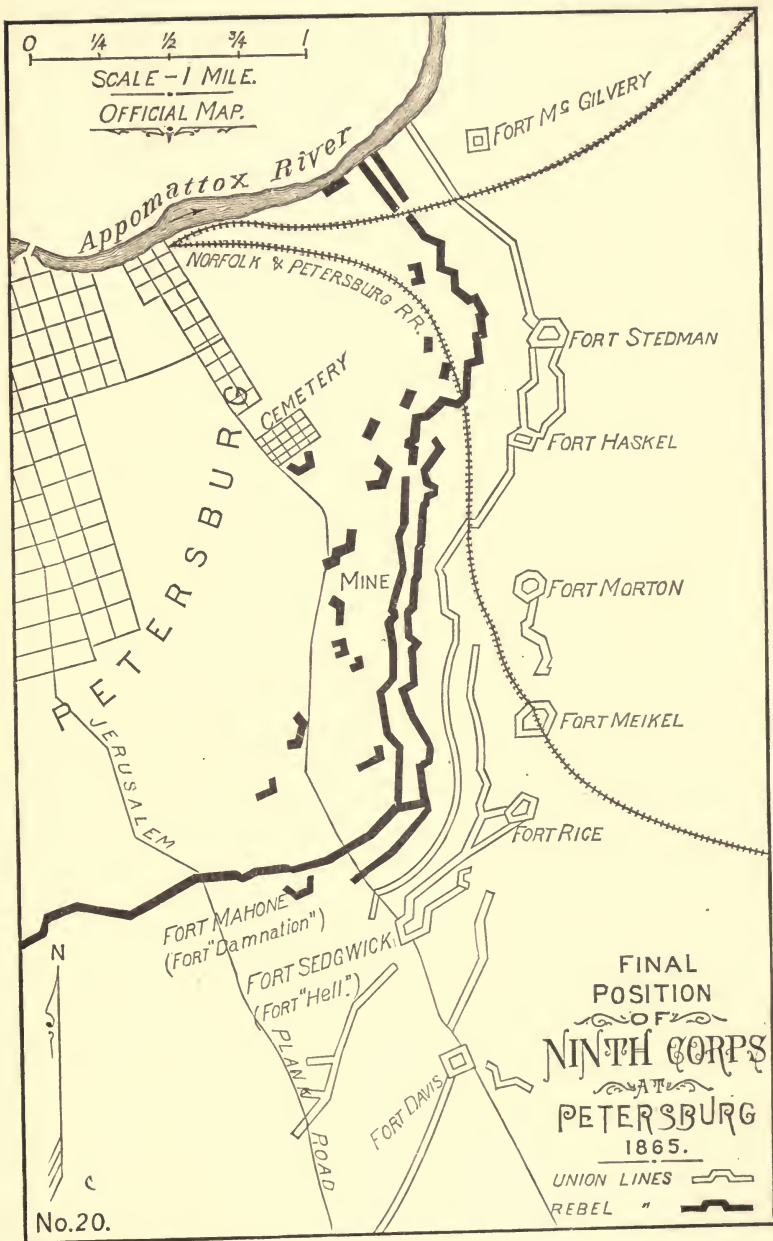 0 ¼ ½ ¾ 1
SCALE – 1 MILE.
OFFICIAL MAP.
Appomattox River
FORT Mc GILVERY
NORFOLK & PETERSBURG R.R.
FORT STEDMAN
CEMETERY
FORT HASKEL
PETERSBURG
MINE
FORT MORTON
FORT MEIKEL
JERUSALEM
FORT RICE
FORT MAHONE
(FORT "Damnation")
FORT SEDGWICK
(FORT "Hell".)
PLANK
ROAD
FORT DAVIS
N
FINAL
POSITION
OF
NINTH CORPS
AT
PETERSBURG
1865.
UNION LINES
REBEL "
No.20.